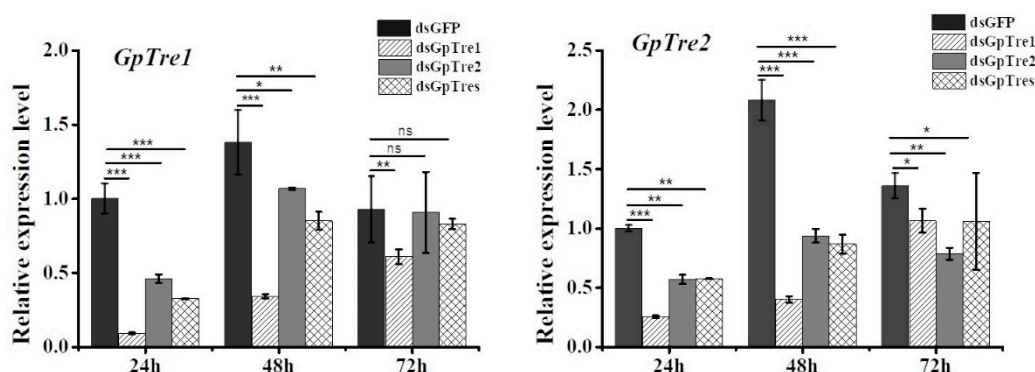 GpTre1
dsGFP
dsGpTre1
dsGpTre2
dsGpTres
Relative expression level
2.0
1.5
1.0
0.5
0.0
***
***
***
**
*
***
ns
ns
**
24h
48h
72h
GpTre2
dsGFP
dsGpTre1
dsGpTre2
dsGpTres
Relative expression level
2.5
2.0
1.5
1.0
0.5
0.0
**
**
***
***
***
***
*
**
*
24h
48h
72h